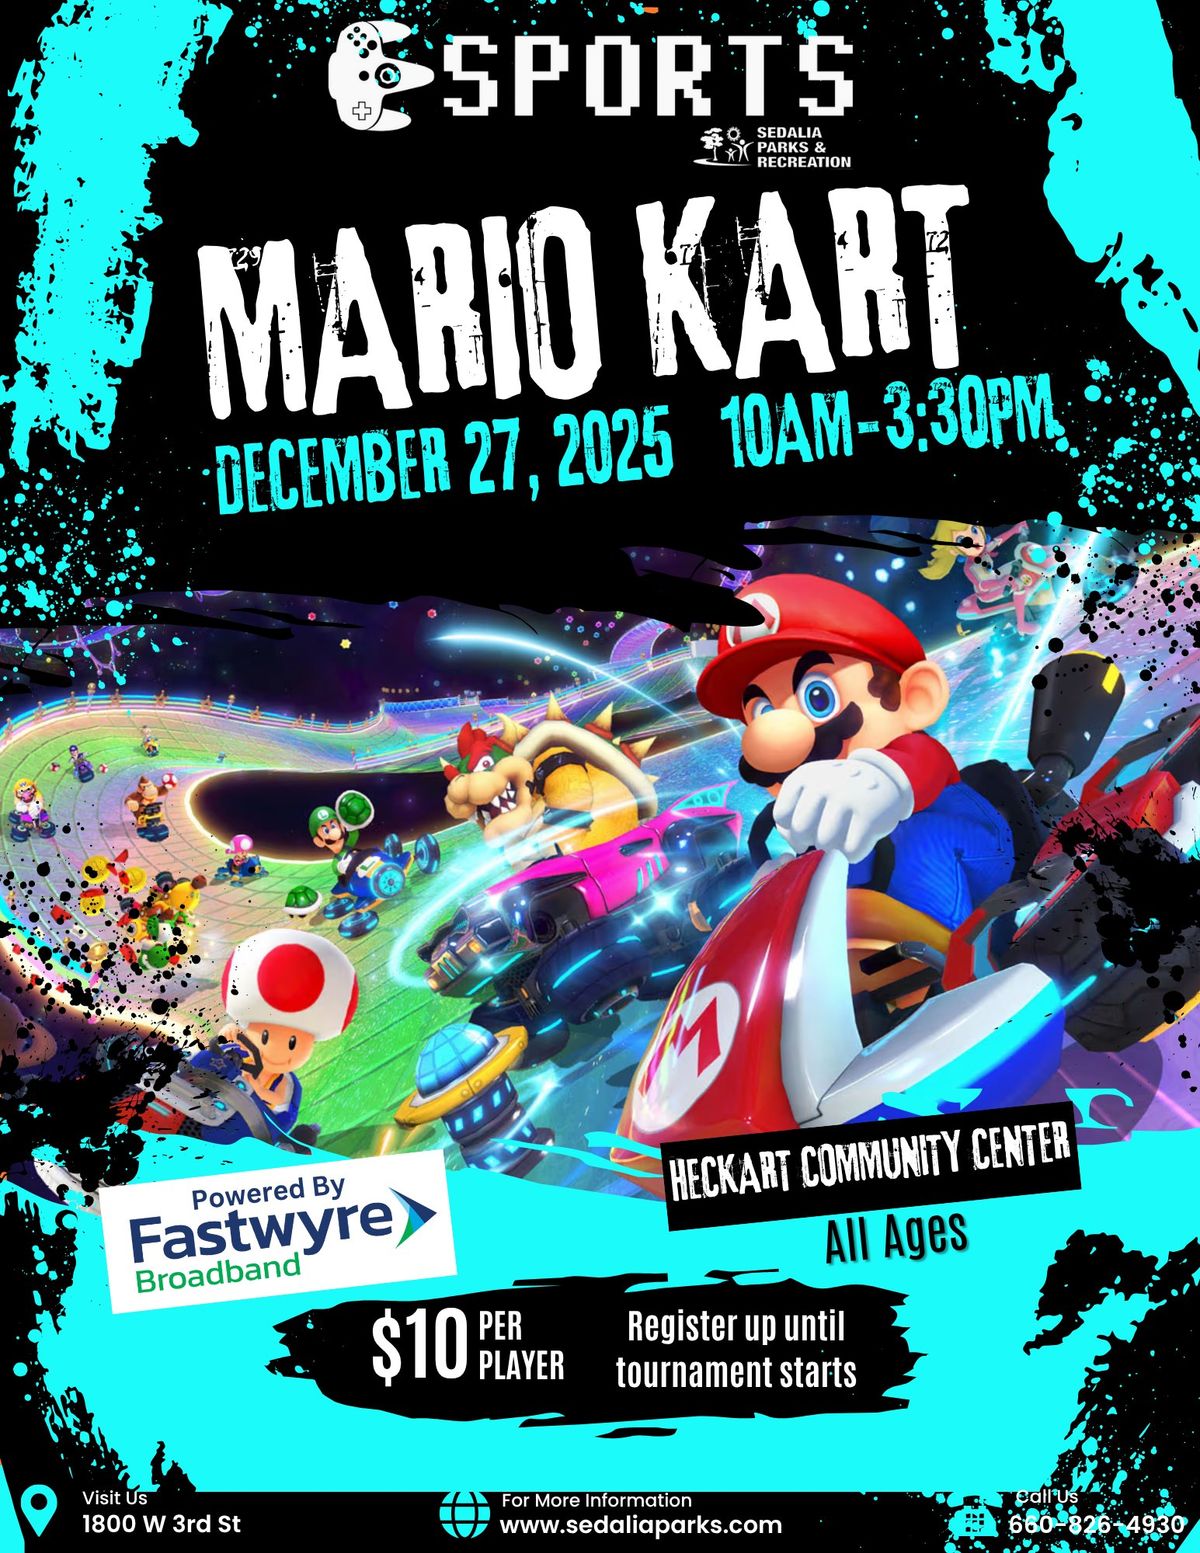 SPORTS
SEDALIA
PARKS &
RECREATION
MARIO KART
DECEMBER 27, 2025 10AM-3:30PM
HECKART COMMUNITY CENTER
All Ages
Powered By
Fastwyre
Broadband
$10 PER
PLAYER
Register up until
tournament starts
Visit Us
1800 W 3rd St
For More Information
www.sedaliaparks.com
Call Us
660-826-4930